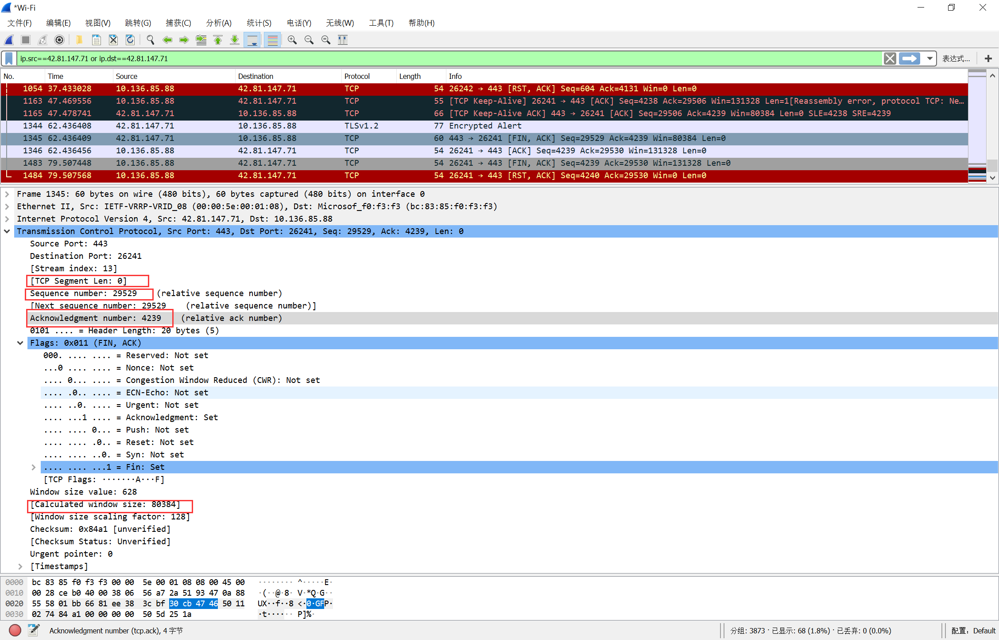 *Wi-Fi
文件(F) 编辑(E) 视图(V) 跳转(G) 捕获(C) 分析(A) 统计(S) 电话(Y) 无线(W) 工具(T) 帮助(H)
ip.src==42.81.147.71 or ip.dst==42.81.147.71 表达式… +
No. Time Source Destination Protocol Length Info
1054 37.433028 10.136.85.88 42.81.147.71 TCP 54 26242 → 443 [RST, ACK] Seq=604 Ack=4131 Win=0 Len=0
1163 47.469556 10.136.85.88 42.81.147.71 TCP 55 [TCP Keep-Alive] 26241 → 443 [ACK] Seq=4238 Ack=29506 Win=131328 Len=1[Reassembly error, protocol TCP: Ne…
1165 47.478741 42.81.147.71 10.136.85.88 TCP 66 [TCP Keep-Alive ACK] 443 → 26241 [ACK] Seq=29506 Ack=4239 Win=80384 Len=0 SLE=4238 SRE=4239
1344 62.436408 42.81.147.71 10.136.85.88 TLSv1.2 77 Encrypted Alert
1345 62.436409 42.81.147.71 10.136.85.88 TCP 60 443 → 26241 [FIN, ACK] Seq=29529 Ack=4239 Win=80384 Len=0
1346 62.436456 10.136.85.88 42.81.147.71 TCP 54 26241 → 443 [ACK] Seq=4239 Ack=29530 Win=131328 Len=0
1483 79.507448 10.136.85.88 42.81.147.71 TCP 54 26241 → 443 [FIN, ACK] Seq=4239 Ack=29530 Win=131328 Len=0
1484 79.507568 10.136.85.88 42.81.147.71 TCP 54 26241 → 443 [RST, ACK] Seq=4240 Ack=29530 Win=0 Len=0
Frame 1345: 60 bytes on wire (480 bits), 60 bytes captured (480 bits) on interface 0
Ethernet II, Src: IETF-VRRP-VRID_08 (00:00:5e:00:01:08), Dst: Microsof_f0:f3:f3 (bc:83:85:f0:f3:f3)
Internet Protocol Version 4, Src: 42.81.147.71, Dst: 10.136.85.88
Transmission Control Protocol, Src Port: 443, Dst Port: 26241, Seq: 29529, Ack: 4239, Len: 0
Source Port: 443
Destination Port: 26241
[Stream index: 13]
[TCP Segment Len: 0]
Sequence number: 29529 (relative sequence number)
[Next sequence number: 29529 (relative sequence number)]
Acknowledgment number: 4239 (relative ack number)
0101 .... = Header Length: 20 bytes (5)
Flags: 0x011 (FIN, ACK)
000. .... .... = Reserved: Not set
...0 .... .... = Nonce: Not set
.... 0... .... = Congestion Window Reduced (CWR): Not set
.... .0.. .... = ECN-Echo: Not set
.... ..0. .... = Urgent: Not set
.... ...1 .... = Acknowledgment: Set
.... .... 0... = Push: Not set
.... .... .0.. = Reset: Not set
.... .... ..0. = Syn: Not set
.... .... ...1 = Fin: Set
[TCP Flags: ·······A···F]
Window size value: 628
[Calculated window size: 80384]
[Window size scaling factor: 128]
Checksum: 0x84a1 [unverified]
[Checksum Status: Unverified]
Urgent pointer: 0
[Timestamps]
0000 bc 83 85 f0 f3 f3 00 00 5e 00 01 08 08 00 45 00 ········ ^·····E·
0010 00 28 ce b0 40 00 38 06 56 a7 2a 51 93 47 0a 88 ·(··@·8· V·*Q·G··
0020 55 58 01 bb 66 81 ee 38 3c bf 30 cb 47 46 50 11 UX··f··8 <·0·GFP·
0030 02 74 84 a1 00 00 00 00 50 5d 25 1a ·t······ P]%·
Acknowledgment number (tcp.ack), 4 字节 分组: 3873 · 已显示: 68 (1.8%) · 已丢弃: 0 (0.0%) 配置: Default